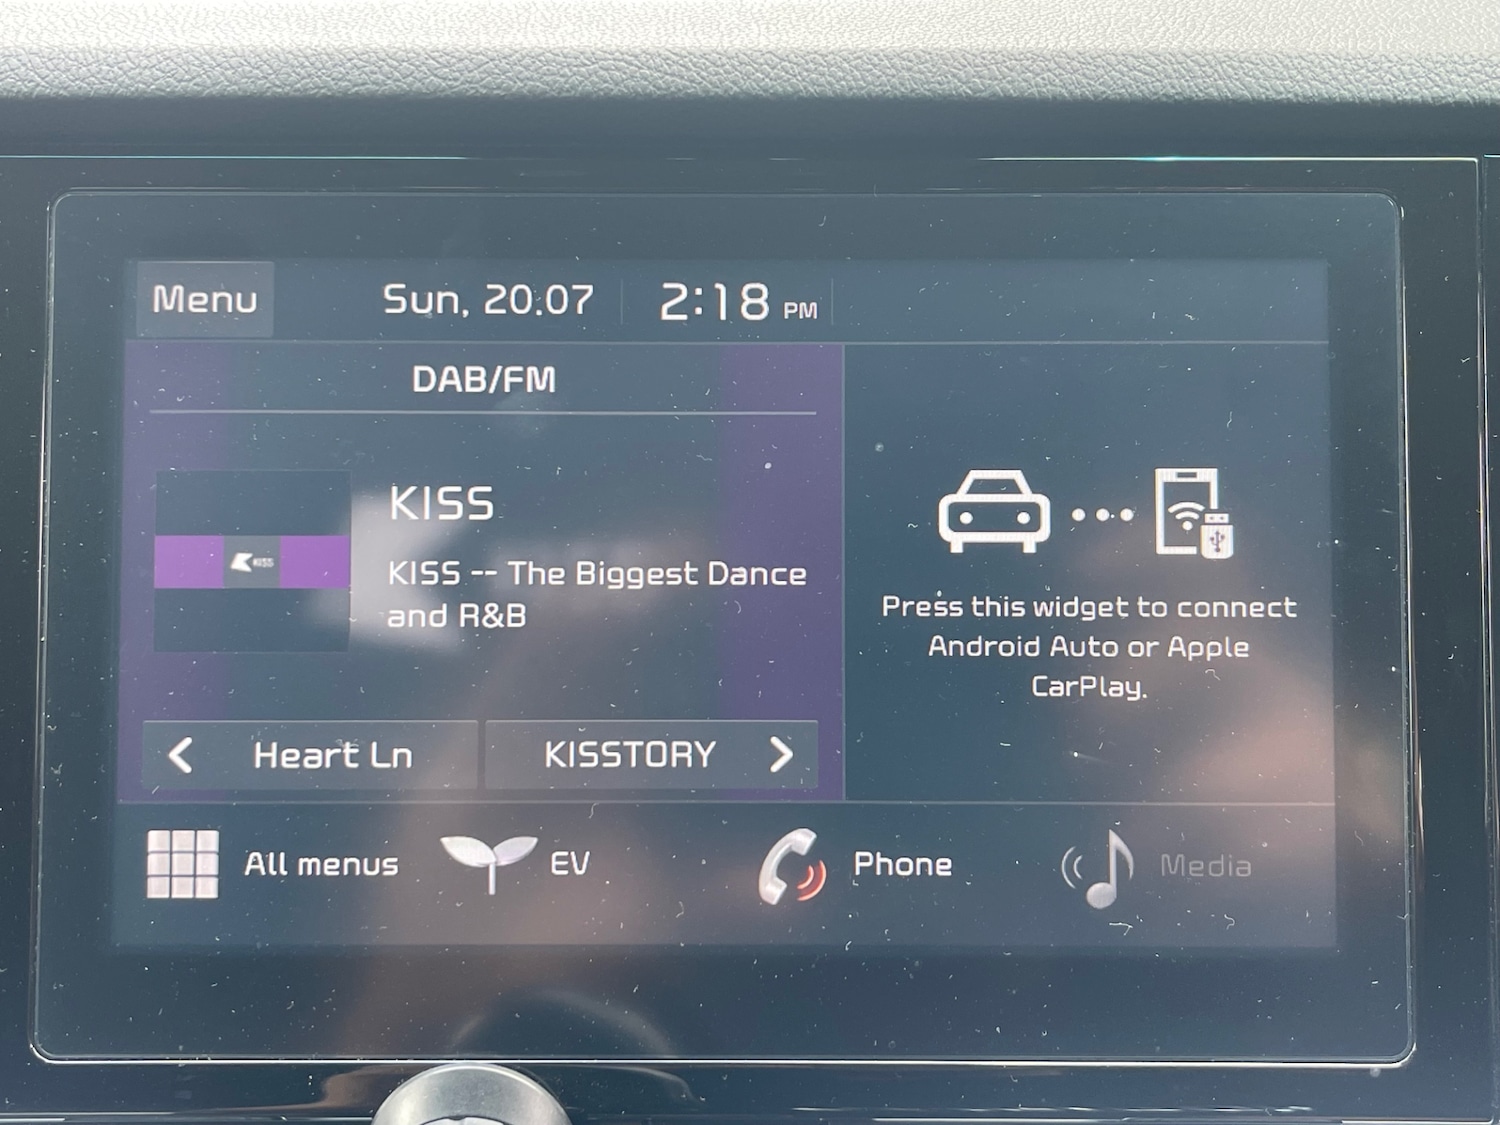 Menu
Sun, 20.07
2:18 PM
DAB/FM
KISS
KISS
KISS -- The Biggest Dance
and R&B
Heart Ln
KISSTORY
Press this widget to connect
Android Auto or Apple
CarPlay.
All menus
EV
Phone
Media